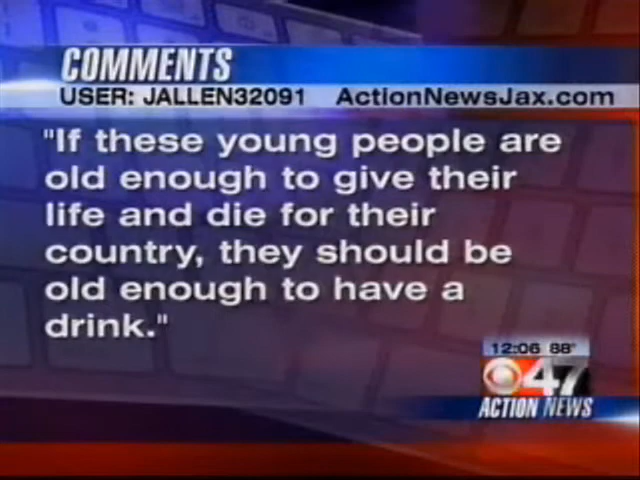 COMMENTS
USER: JALLEN32091 ActionNewsJax.com
"If these young people are
old enough to give their
life and die for their
country, they should be
old enough to have a
drink."
12:06 88°
47
ACTION NEWS